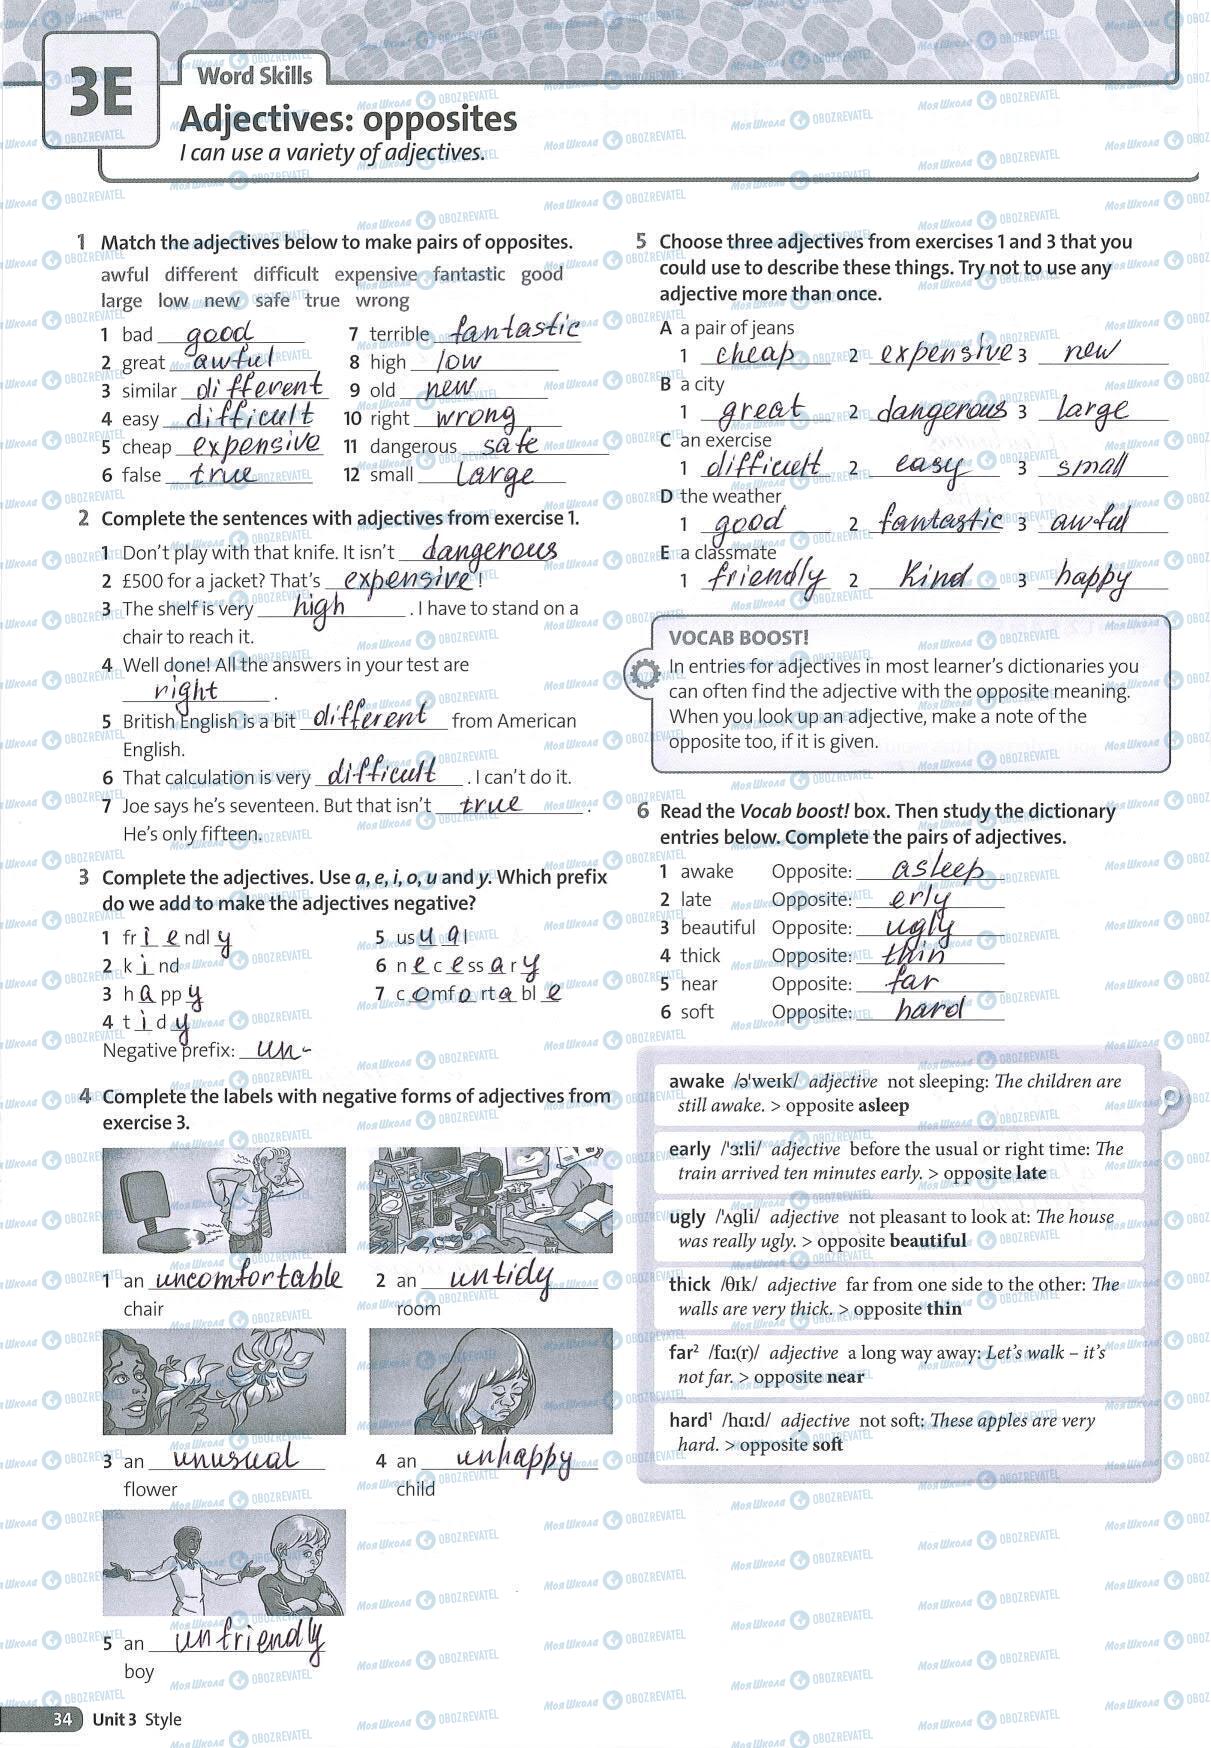 3E
Word Skills
Adjectives: opposites
I can use a variety of adjectives.
1 Match the adjectives below to make pairs of opposites.
awful different difficult expensive fantastic good
large low new safe true wrong
1 bad good
2 great awful
3 similar different
4 easy difficult
5 cheap expensive
6 false true
7 terrible fantastic
8 high low
9 old new
10 right wrong
11 dangerous safe
12 small large
2 Complete the sentences with adjectives from exercise 1.
1 Don't play with that knife. It isn't dangerous
2 £500 for a jacket? That's expensive!
3 The shelf is very high. I have to stand on a
chair to reach it.
4 Well done! All the answers in your test are
right.
5 British English is a bit different from American
English.
6 That calculation is very difficult. I can't do it.
7 Joe says he's seventeen. But that isn't true.
He's only fifteen.
3 Complete the adjectives. Use a, e, i, o, u and y. Which prefix
do we add to make the adjectives negative?
1 friendly
2 kind
3 happy
4 tidy
5 usual
6 necessary
7 comfortable
Negative prefix: un-
4 Complete the labels with negative forms of adjectives from
exercise 3.
1 an uncomfortable
chair
2 an untidy
room
3 an unusual
flower
4 an unhappy
child
5 an unfriendly
boy
34 Unit 3 Style
5 Choose three adjectives from exercises 1 and 3 that you
could use to describe these things. Try not to use any
adjective more than once.
A a pair of jeans
1 cheap 2 expensive 3 new
B a city
1 great 2 dangerous 3 large
C an exercise
1 difficult 2 easy 3 small
D the weather
1 good 2 fantastic 3 awful
E a classmate
1 friendly 2 kind 3 happy
VOCAB BOOST!
In entries for adjectives in most learner's dictionaries you
can often find the adjective with the opposite meaning.
When you look up an adjective, make a note of the
opposite too, if it is given.
6 Read the Vocab boost! box. Then study the dictionary
entries below. Complete the pairs of adjectives.
1 awake Opposite: asleep
2 late Opposite: erly
3 beautiful Opposite: ugly
4 thick Opposite: thin
5 near Opposite: far
6 soft Opposite: hard
awake /ə'weɪk/ adjective not sleeping: The children are
still awake. > opposite asleep
early /'ɜːli/ adjective before the usual or right time: The
train arrived ten minutes early. > opposite late
ugly /'ʌgli/ adjective not pleasant to look at: The house
was really ugly. > opposite beautiful
thick /θɪk/ adjective far from one side to the other: The
walls are very thick. > opposite thin
far² /fɑː(r)/ adjective a long way away: Let's walk – it's
not far. > opposite near
hard¹ /hɑːd/ adjective not soft: These apples are very
hard. > opposite soft
МояШкола OBOZREVATEL